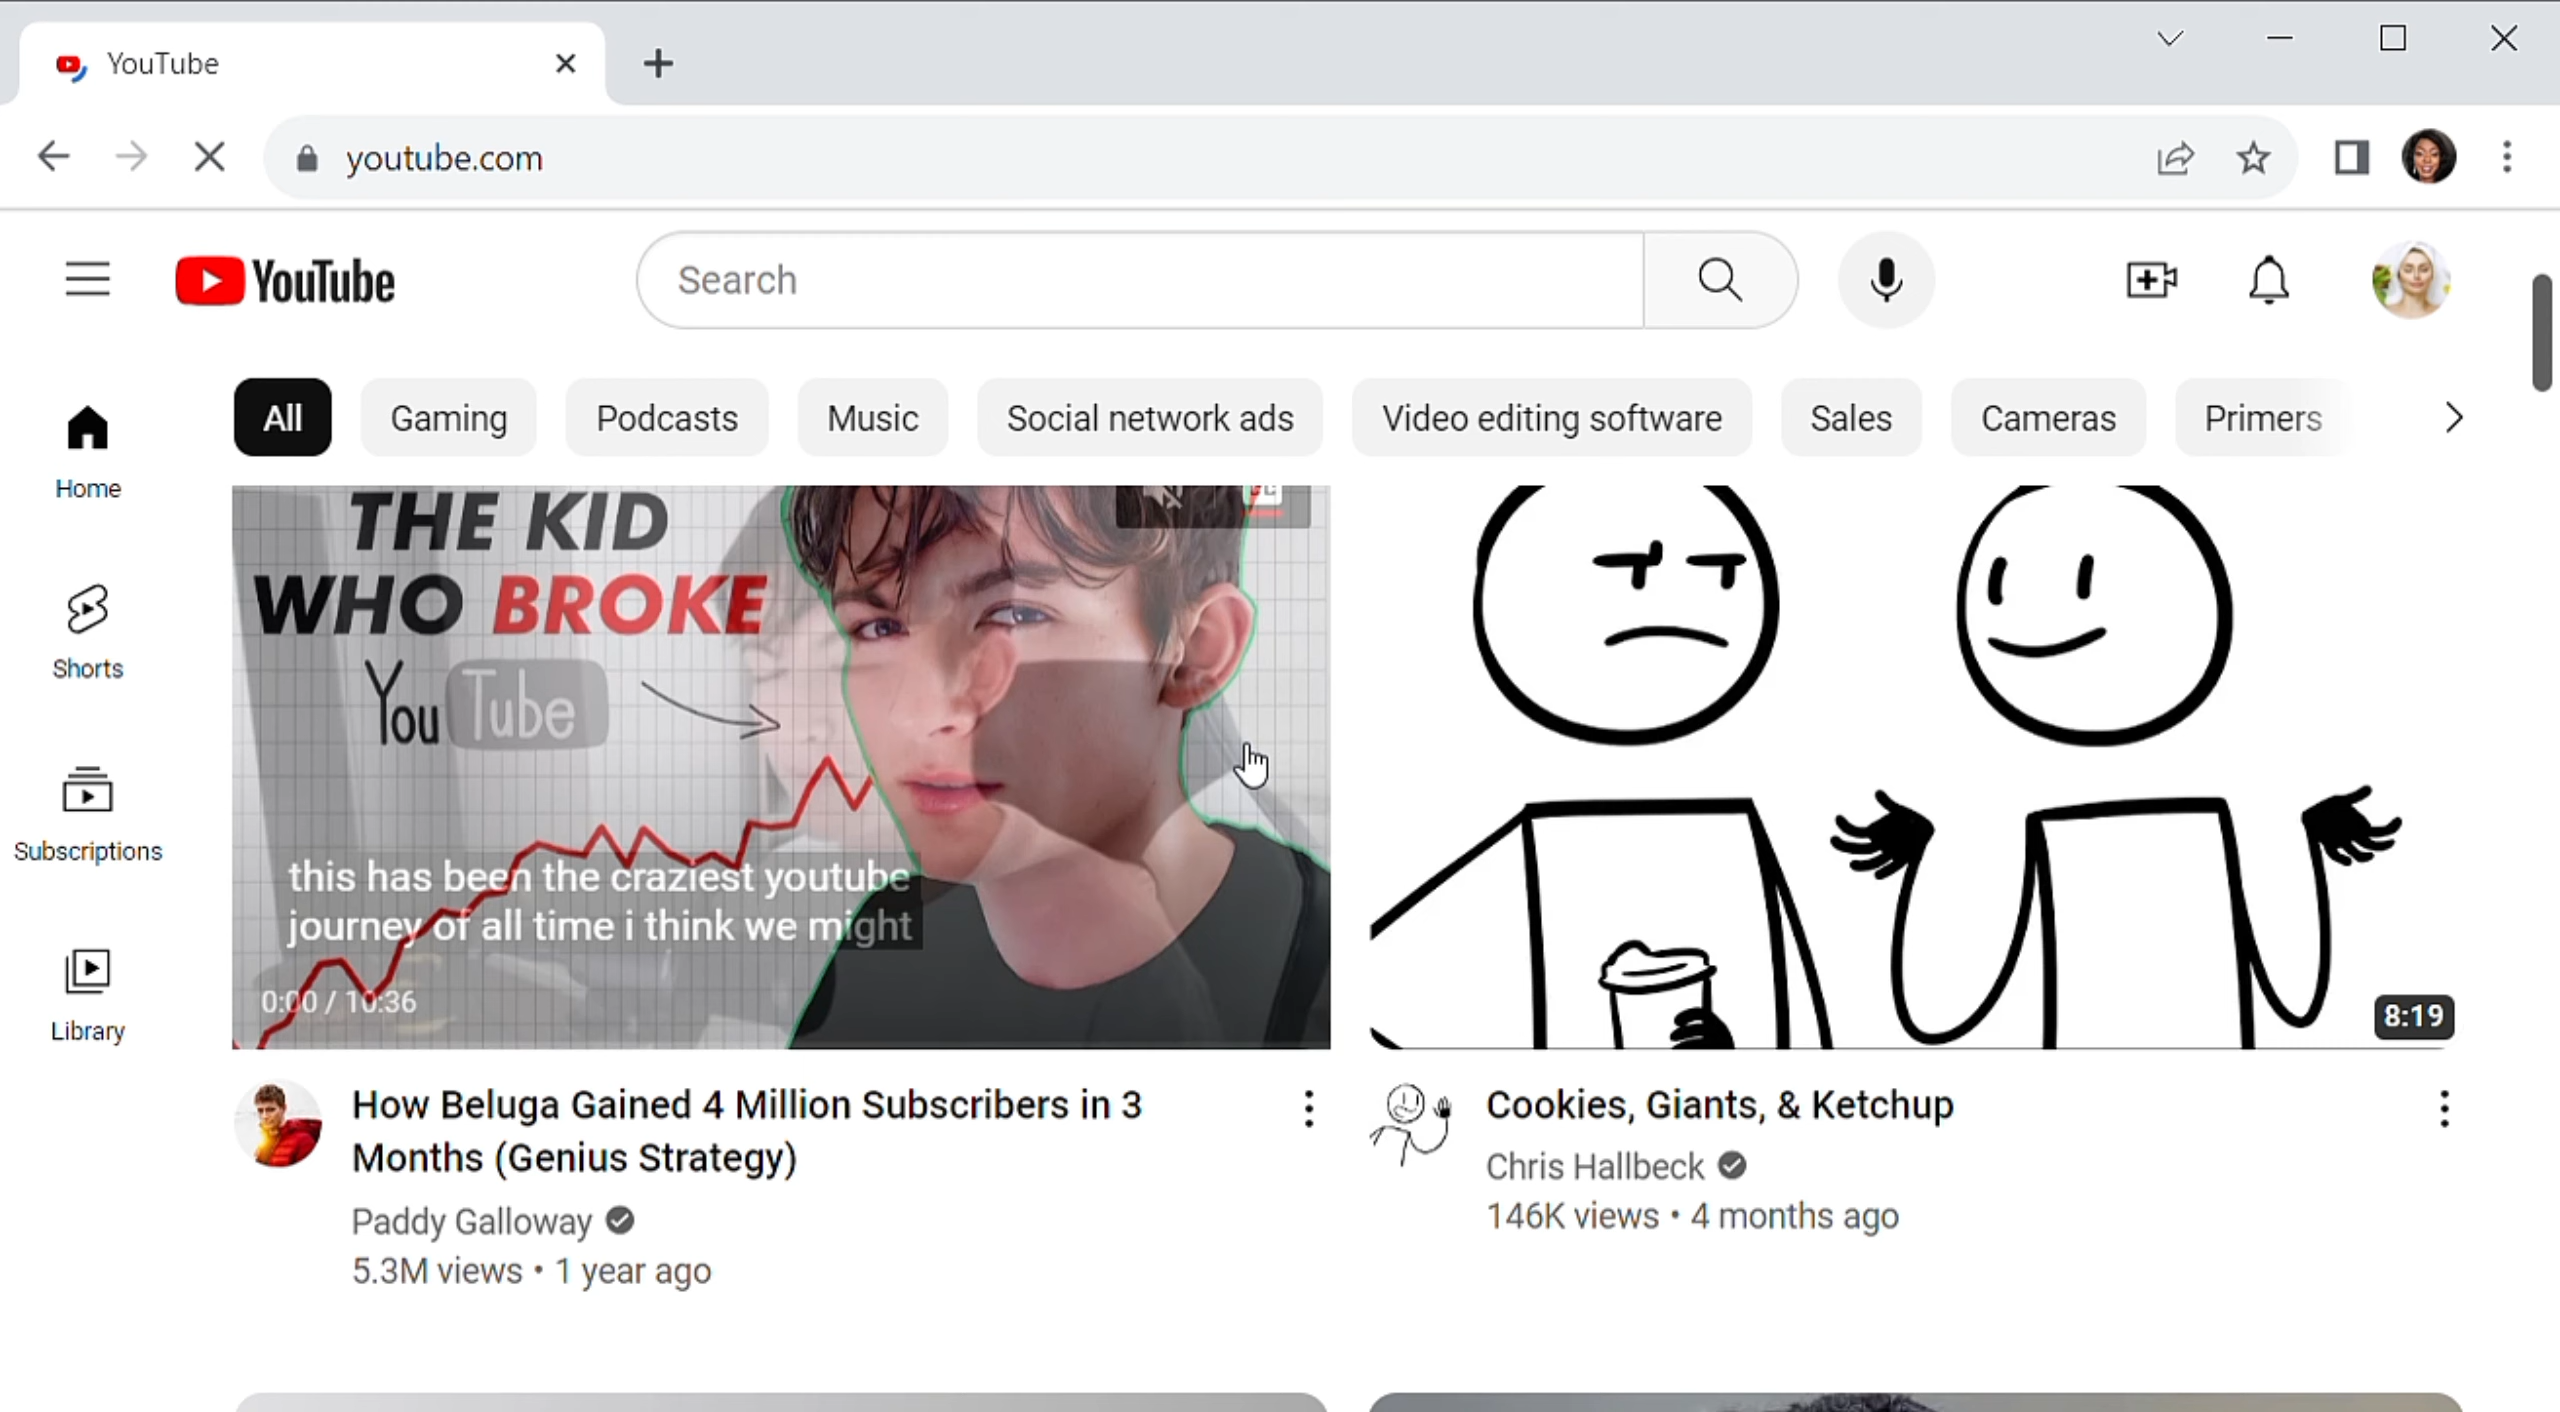 YouTube
youtube.com
YouTube
Search
All
Gaming
Podcasts
Music
Social network ads
Video editing software
Sales
Cameras
Primers
Home
Shorts
Subscriptions
Library
THE KID
WHO BROKE
YouTube
this has been the craziest youtube
journey of all time i think we might
0:00 / 10:36
8:19
How Beluga Gained 4 Million Subscribers in 3
Months (Genius Strategy)
Paddy Galloway
5.3M views • 1 year ago
Cookies, Giants, & Ketchup
Chris Hallbeck
146K views • 4 months ago